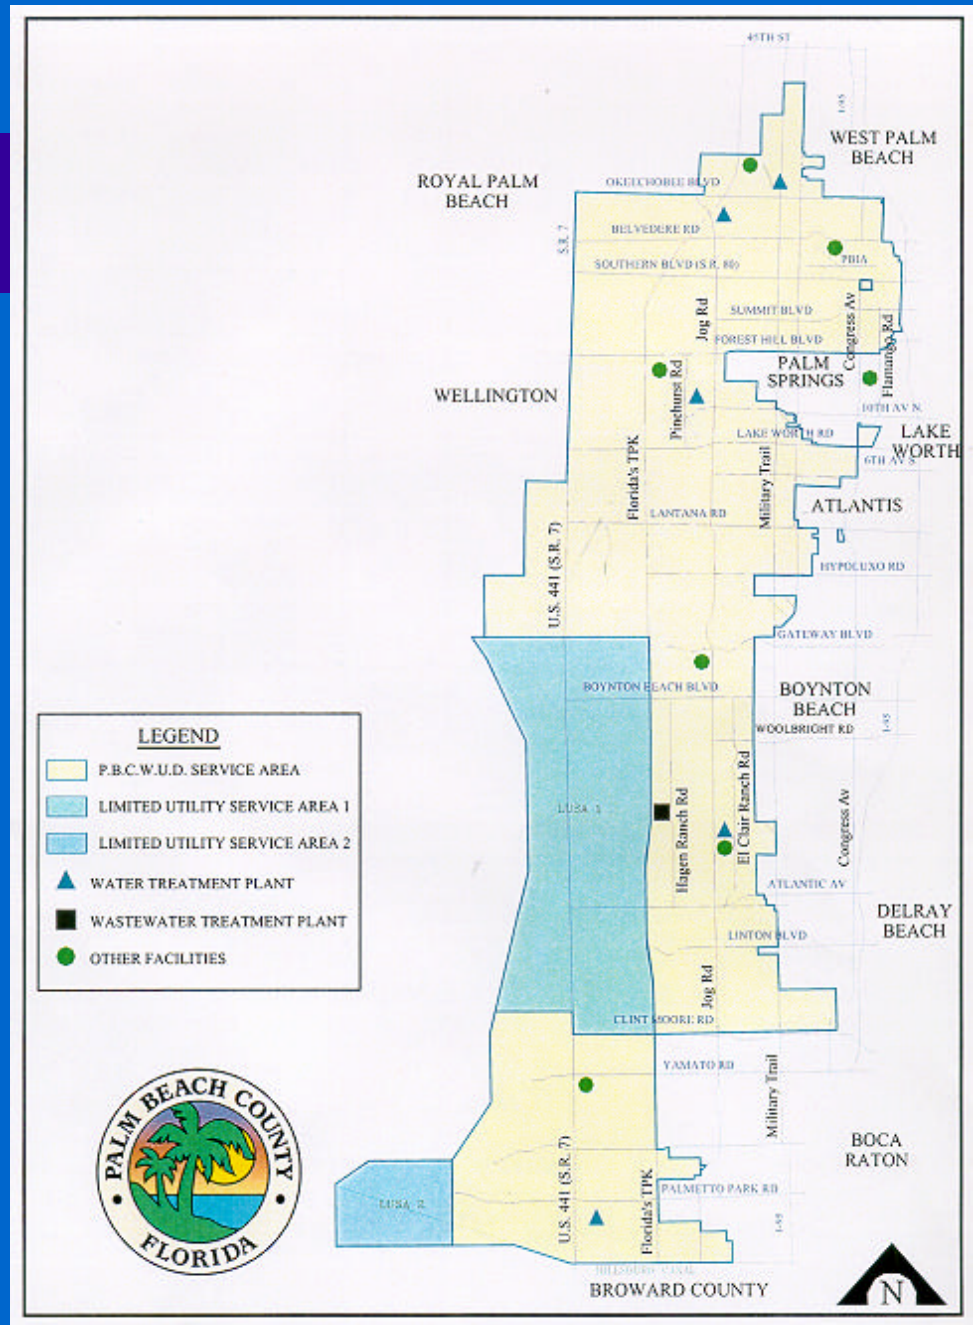 45TH ST
I-95
WEST PALM
BEACH
ROYAL PALM
BEACH
OKEECHOBEE BLVD
S.R. 7
BELVEDERE RD
PBIA
SOUTHERN BLVD (S.R. 80)
Jog Rd
SUMMIT BLVD
Congress Av
FOREST HILL BLVD
Flamango Rd
PALM
SPRINGS
WELLINGTON
Pinehurst Rd
10TH AV N.
LAKE WORTH RD
LAKE
WORTH
6TH AV S.
Florida's TPK
Military Trail
ATLANTIS
LANTANA RD
U.S. 441 (S.R. 7)
HYPOLUXO RD
GATEWAY BLVD
BOYNTON BEACH BLVD
BOYNTON
BEACH
WOOLBRIGHT RD
I-95
LEGEND
P.B.C.W.U.D. SERVICE AREA
LIMITED UTILITY SERVICE AREA 1
LIMITED UTILITY SERVICE AREA 2
WATER TREATMENT PLANT
WASTEWATER TREATMENT PLANT
OTHER FACILITIES
LUSA 1
Hagen Ranch Rd
El Clair Ranch Rd
Congress Av
ATLANTIC AV
DELRAY
BEACH
LINTON BLVD
Jog Rd
CLINT MOORE RD
YAMATO RD
Military Trail
BOCA
RATON
PALM BEACH COUNTY
FLORIDA
LUSA 2
U.S. 441 (S.R. 7)
Florida's TPK
PALMETTO PARK RD
I-95
HILLSBORO CANAL
BROWARD COUNTY
N